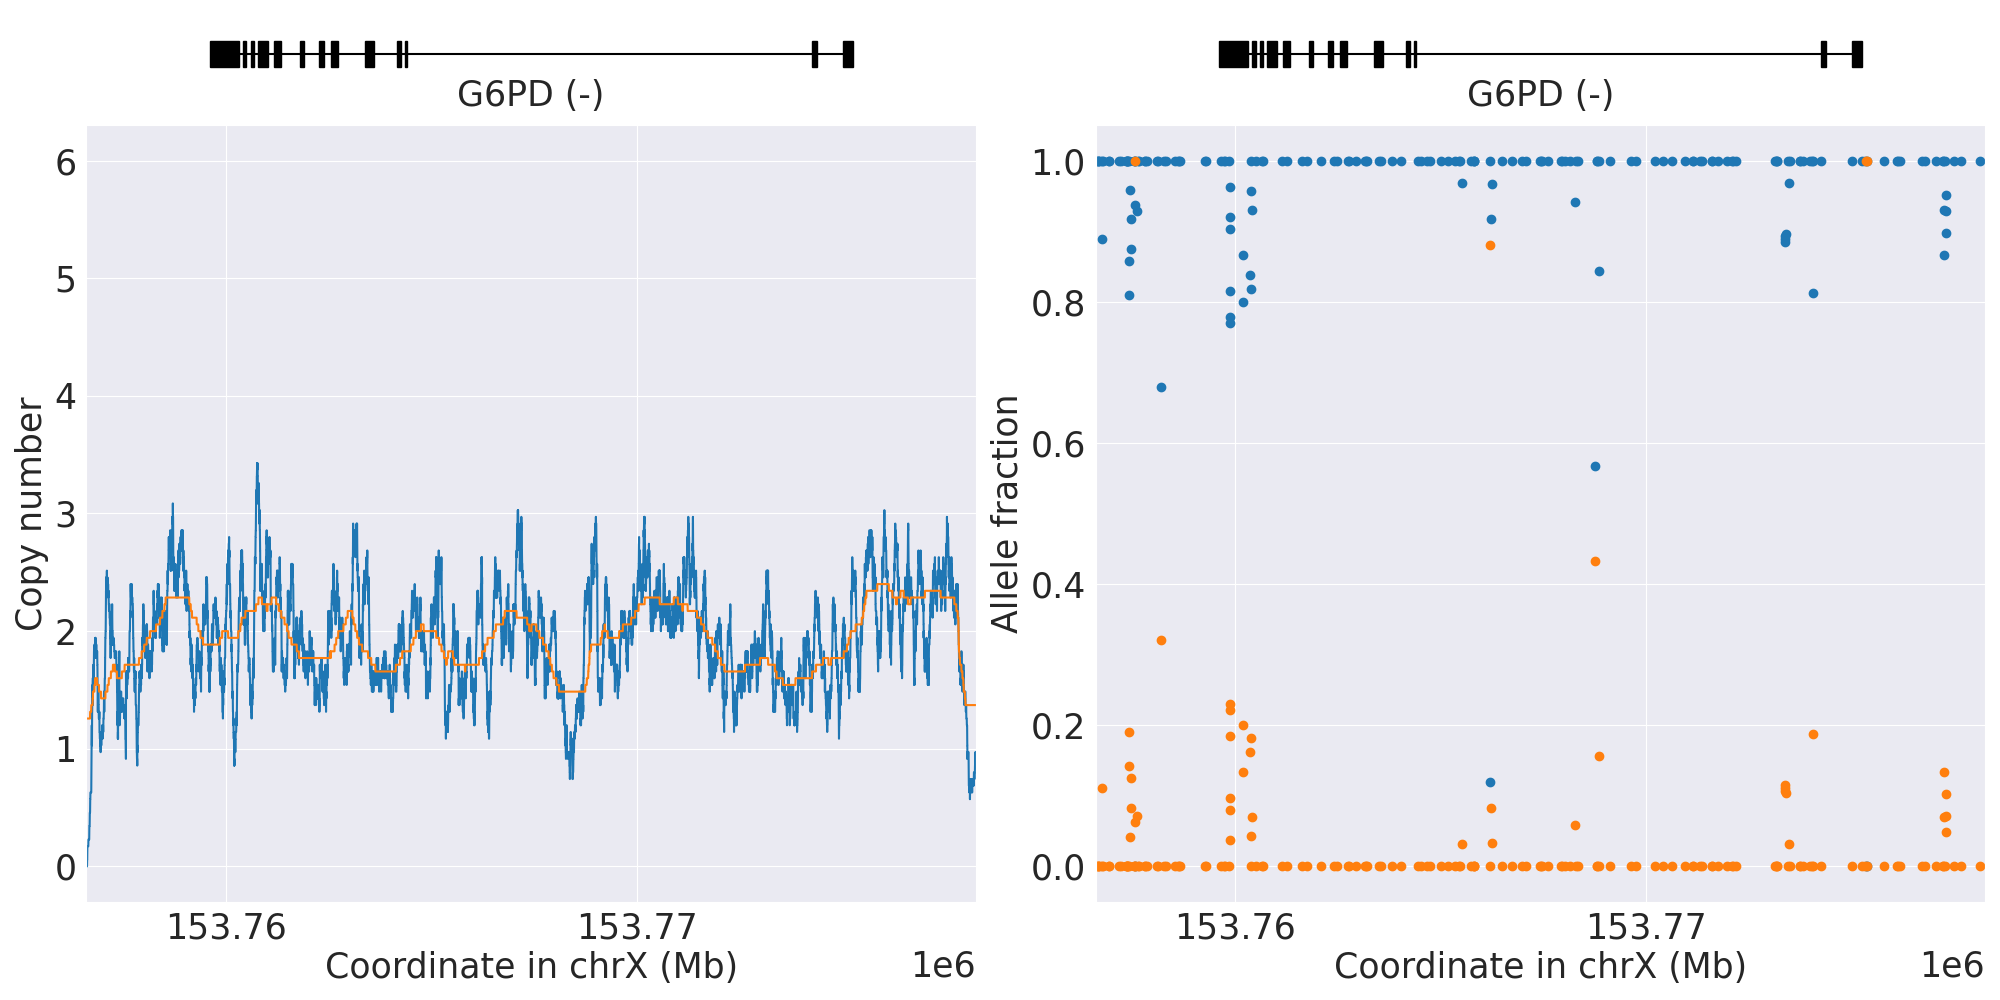 G6PD (-)
6
5
4
3
2
1
0
Copy number
153.76
153.77
Coordinate in chrX (Mb)
1e6
G6PD (-)
1.0
0.8
0.6
0.4
0.2
0.0
Allele fraction
153.76
153.77
Coordinate in chrX (Mb)
1e6